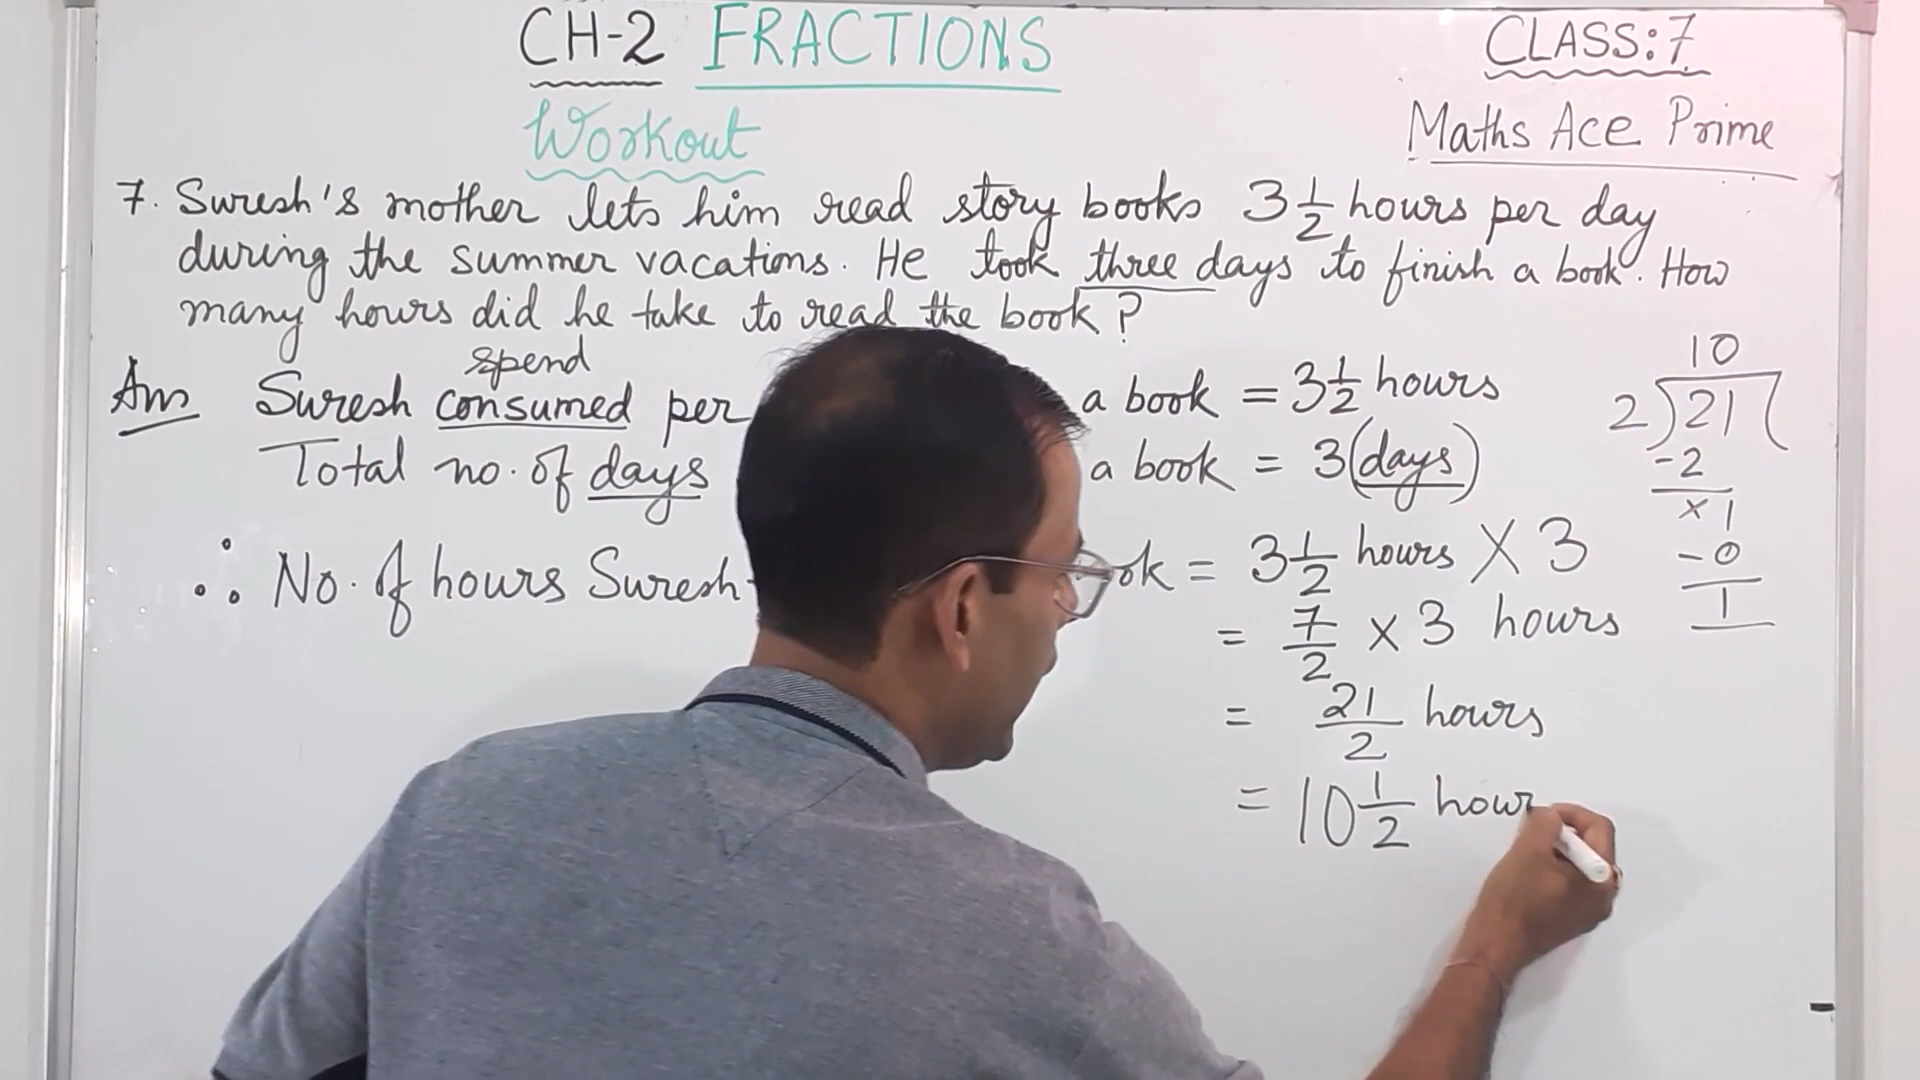 CH-2 FRACTIONS
CLASS:7
Workout
Maths Ace Prime
7. Suresh's mother lets him read story books 3 1/2 hours per day
during the summer vacations. He took three days to finish a book. How
many hours did he take to read the book?
spend
Ans Suresh consumed per a book = 3 1/2 hours
Total no. of days a book = 3 (days)
∴ No. of hours Suresh = 3 1/2 hours X 3
= 7/2 x 3 hours
= 21/2 hours
= 10 1/2 hour
10
2)21(
-2
x1
-0
1